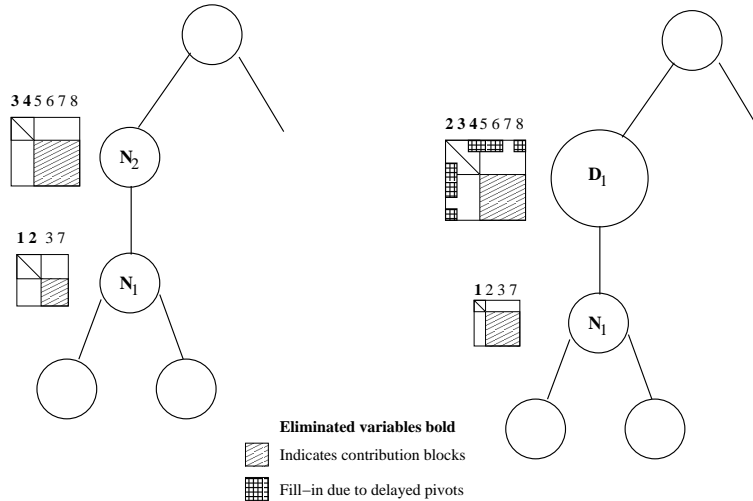 3 4 5 6 7 8
N2
1 2 3 7
N1
2 3 4 5 6 7 8
D1
1 2 3 7
N1
Eliminated variables bold
Indicates contribution blocks
Fill−in due to delayed pivots